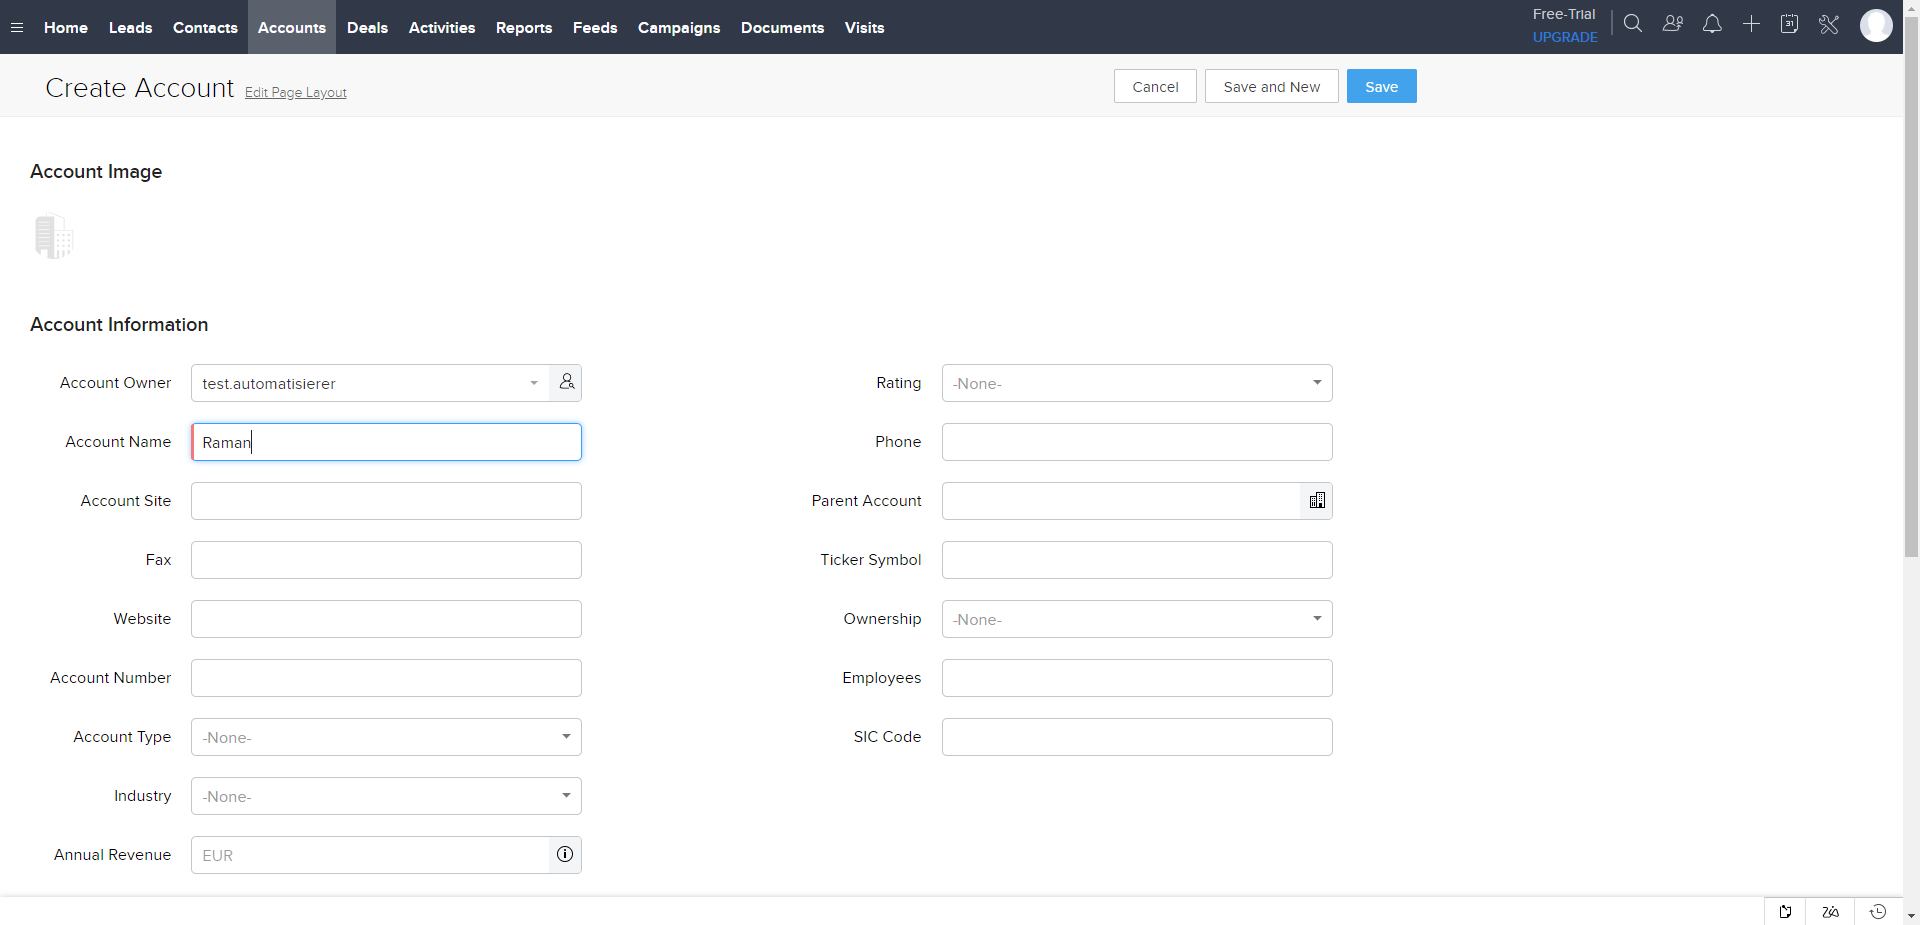 Home Leads Contacts Accounts Deals Activities Reports Feeds Campaigns Documents Visits
Free-Trial
UPGRADE
31
Create Account Edit Page Layout
Cancel Save and New Save
Account Image
Account Information
Account Owner test.automatisierer
Rating -None-
Account Name Raman
Phone
Account Site
Parent Account
Fax
Ticker Symbol
Website
Ownership -None-
Account Number
Employees
Account Type -None-
SIC Code
Industry -None-
Annual Revenue EUR